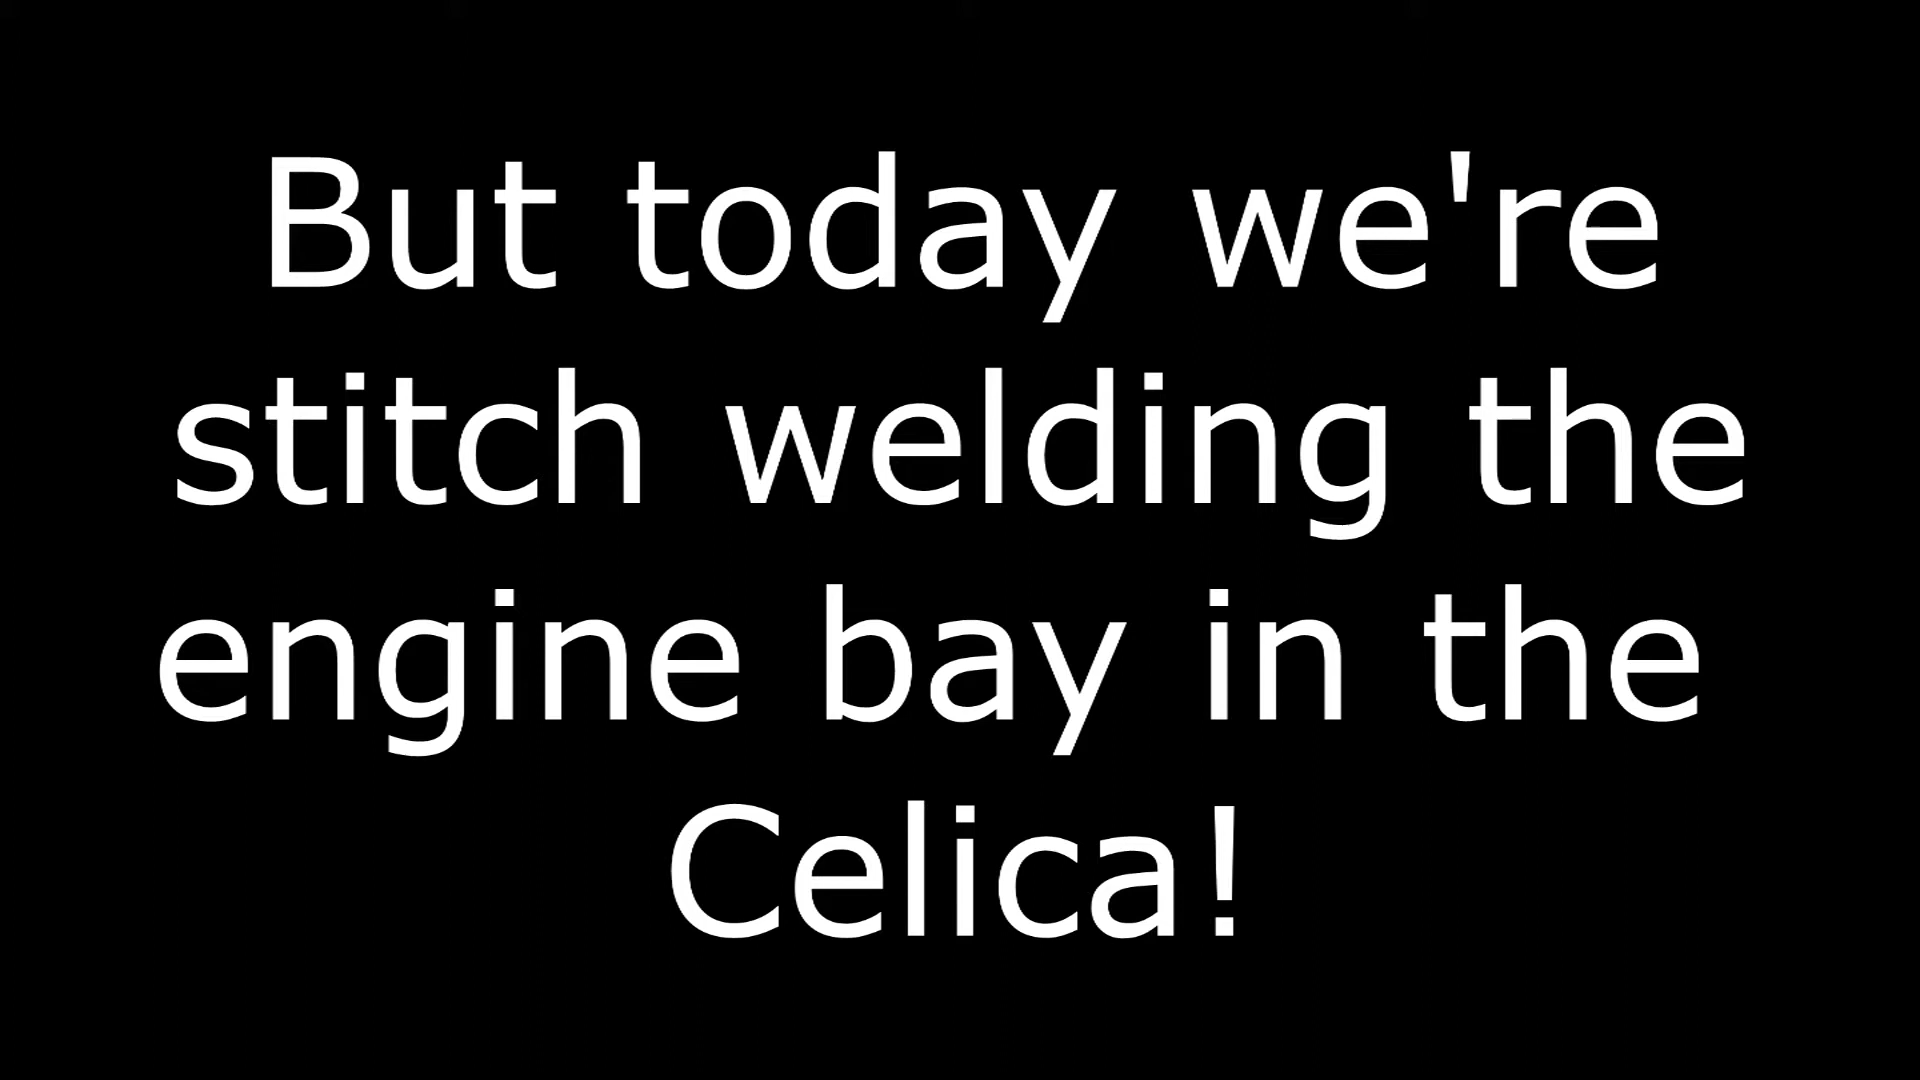 But today we're
stitch welding the
engine bay in the
Celica!